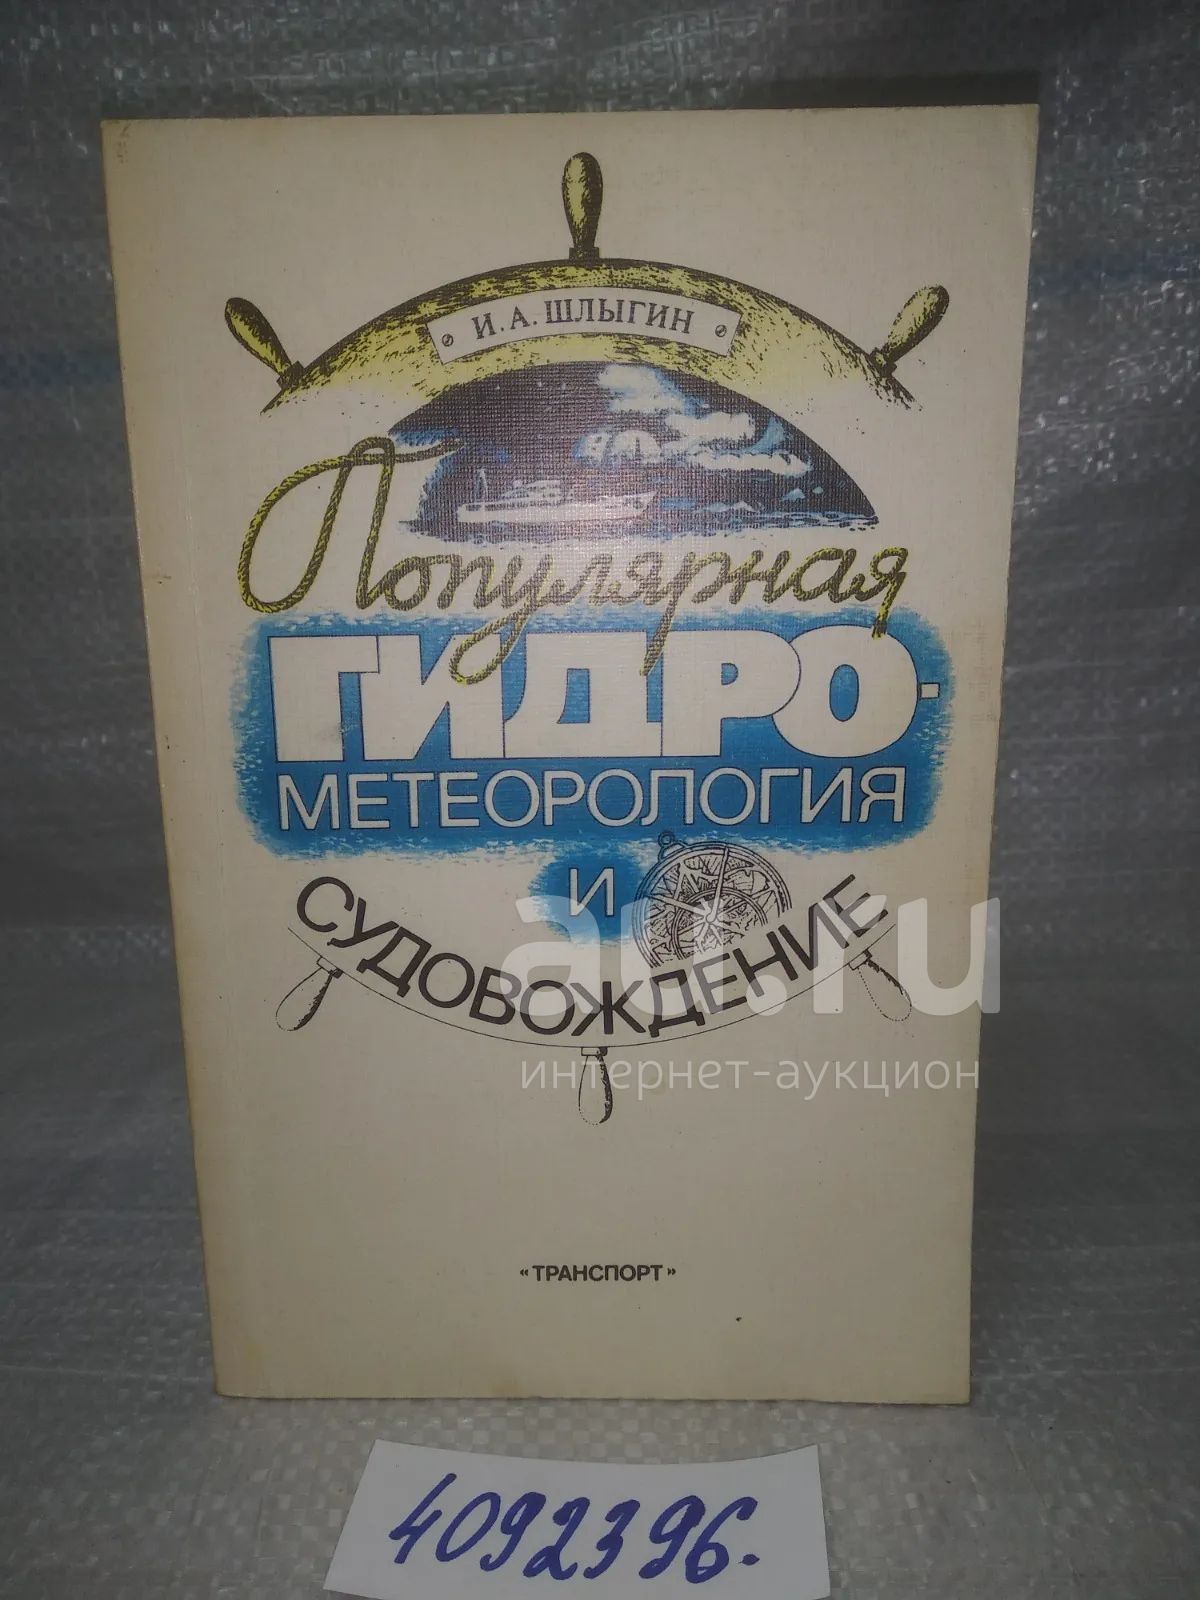 И. А. ШЛЫГИН
Популярная
ГИДРО-
МЕТЕОРОЛОГИЯ
И
СУДОВОЖДЕНИЕ
au.ru
интернет-аукцион
«ТРАНСПОРТ»
4092396.